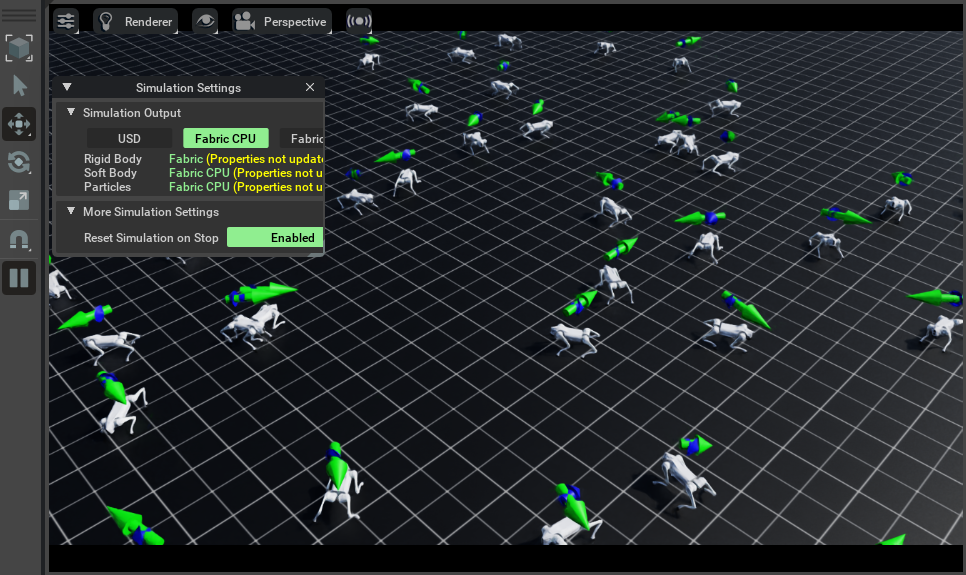 Renderer
Perspective
Simulation Settings
Simulation Output
USD
Fabric CPU
Fabric
Rigid Body Fabric (Properties not update
Soft Body Fabric CPU (Properties not u
Particles Fabric CPU (Properties not u
More Simulation Settings
Reset Simulation on Stop Enabled